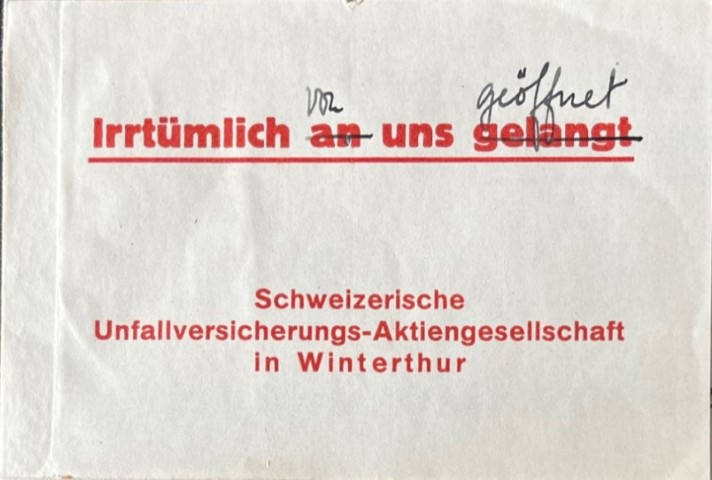 von geöffnet
Irrtümlich an uns gelangt
Schweizerische
Unfallversicherungs-Aktiengesellschaft
in Winterthur